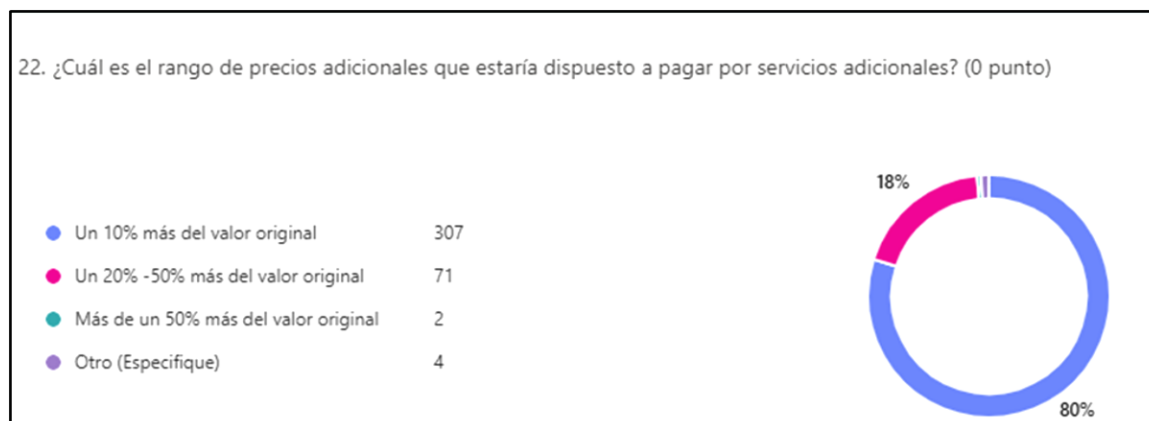 22. ¿Cuál es el rango de precios adicionales que estaría dispuesto a pagar por servicios adicionales? (0 punto)
Un 10% más del valor original 307
Un 20% -50% más del valor original 71
Más de un 50% más del valor original 2
Otro (Especifique) 4
18%
80%